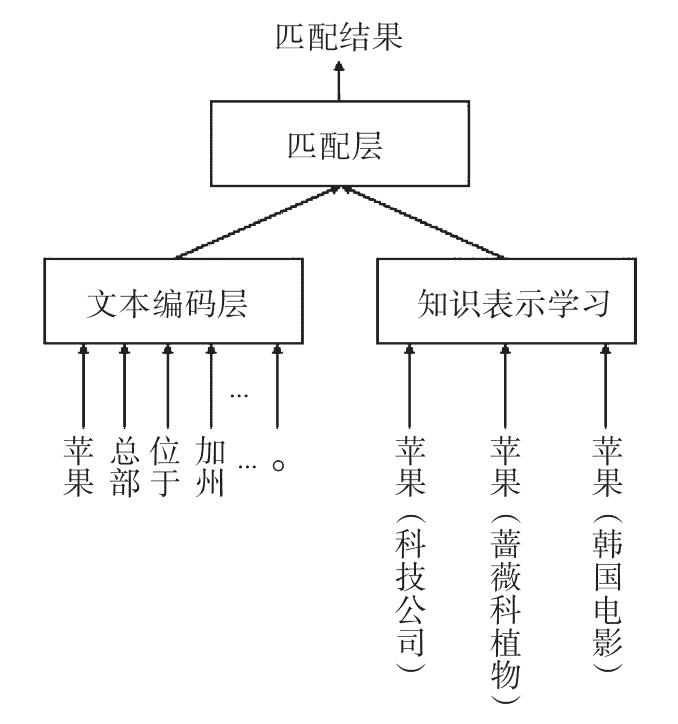 匹配结果
匹配层
文本编码层
知识表示学习
…
苹果
总部
位于
加州
…
。
苹果（科技公司）
苹果（蔷薇科植物）
苹果（韩国电影）